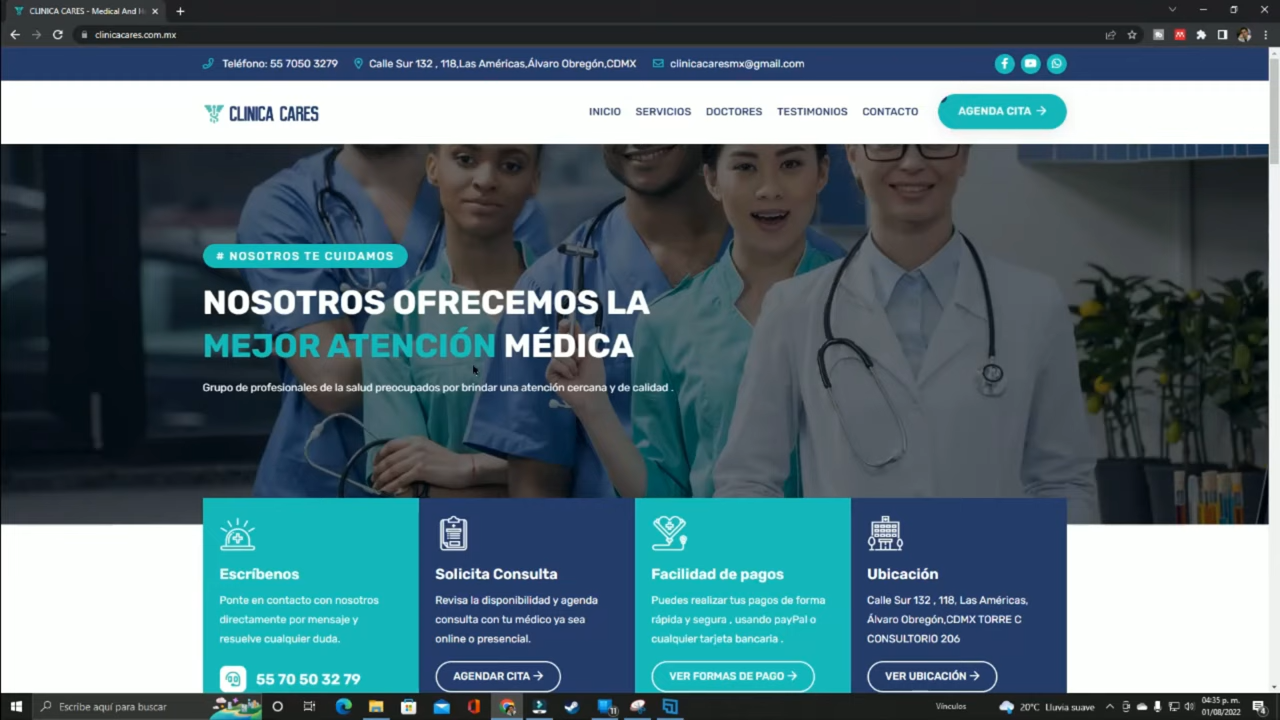 CLINICA CARES - Medical And H
clinicacares.com.mx
Teléfono: 55 7050 3279
Calle Sur 132 , 118,Las Américas,Álvaro Obregón,CDMX
clinicacaresmx@gmail.com
CLINICA CARES
INICIO
SERVICIOS
DOCTORES
TESTIMONIOS
CONTACTO
AGENDA CITA →
# NOSOTROS TE CUIDAMOS
NOSOTROS OFRECEMOS LA
MEJOR ATENCIÓN MÉDICA
Grupo de profesionales de la salud preocupados por brindar una atención cercana y de calidad .
Escríbenos
Ponte en contacto con nosotros
directamente por mensaje y
resuelve cualquier duda.
55 70 50 32 79
Solicita Consulta
Revisa la disponibilidad y agenda
consulta con tu médico ya sea
online o presencial.
AGENDAR CITA →
Facilidad de pagos
Puedes realizar tus pagos de forma
rápida y segura , usando payPal o
cualquier tarjeta bancaria .
VER FORMAS DE PAGO →
Ubicación
Calle Sur 132 , 118, Las Américas,
Álvaro Obregón,CDMX TORRE C
CONSULTORIO 206
VER UBICACIÓN →
Escribe aquí para buscar
Vínculos
20°C Lluvia suave
04:35 p. m.
01/08/2022